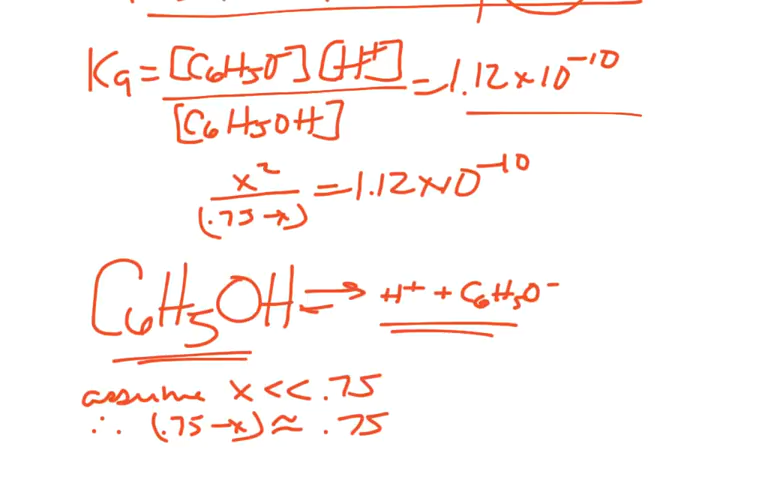 Ka = [C6H5O-][H+] / [C6H5OH] = 1.12 x 10^-10
x^2 / (.75 - x) = 1.12 x 10^-10
C6H5OH ⇌ H+ + C6H5O-
assume x << .75
∴ (.75 - x) ≈ .75